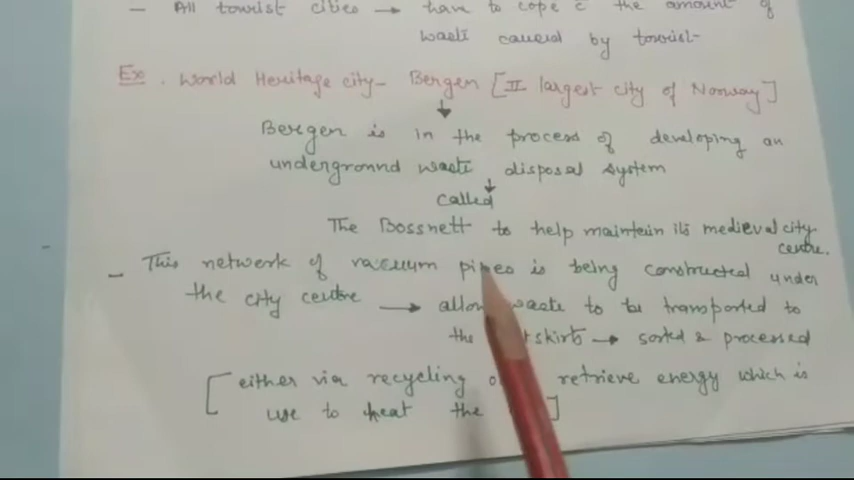 - All tourist cities → have to cope c̄ the amount of
waste caused by tourist-
Ex. World Heritage city- Bergen [II largest city of Norway]
Bergen is in the process of developing an
underground waste disposal system
called
The Bossnett to help maintain its medieval city
centre.
- This network of vacuum pipes is being constructed under
the city centre → allow waste to be transported to
the skirts → sorted & processed
[either via recycling retrieve energy which is
use to heat the ]